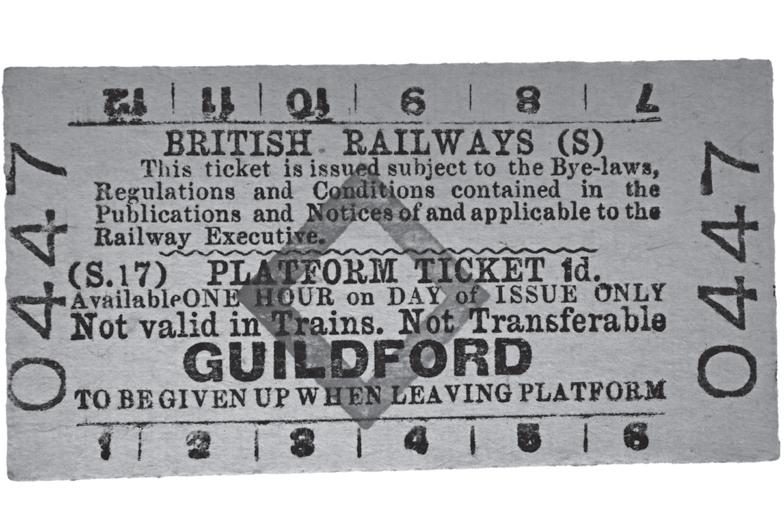 12 | 11 | 10 | 9 | 8 | 7
BRITISH RAILWAYS (S)
This ticket is issued subject to the Bye-laws,
Regulations and Conditions contained in the
Publications and Notices of and applicable to the
Railway Executive.
(S.17) PLATFORM TICKET 1d.
Available ONE HOUR on DAY of ISSUE ONLY
Not valid in Trains. Not Transferable
GUILDFORD
TO BE GIVEN UP WHEN LEAVING PLATFORM
1 | 2 | 3 | 4 | 5 | 6
0447
0447